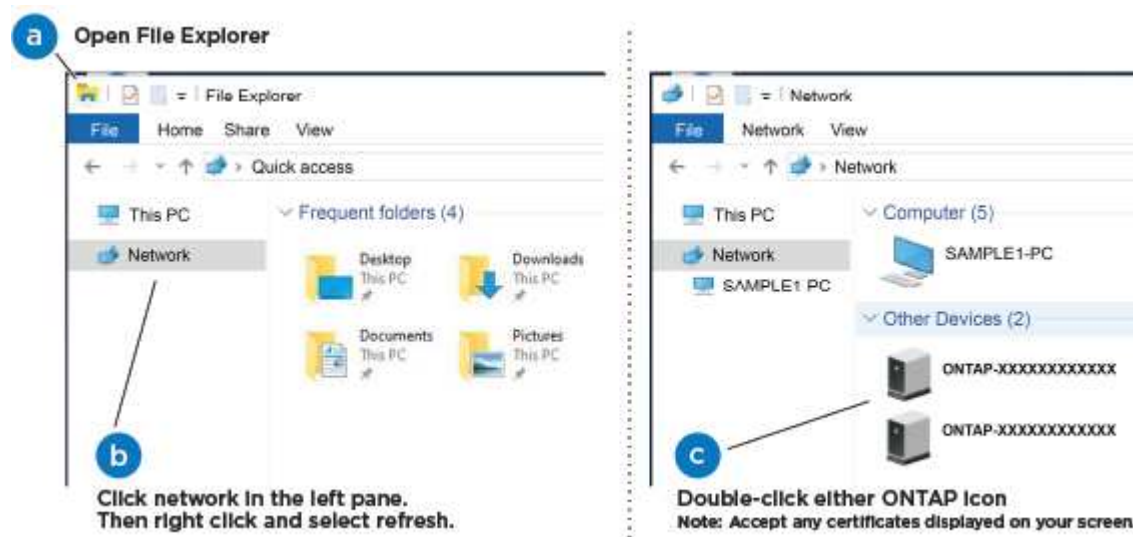 a Open File Explorer
File Explorer
File Home Share View
Quick access
This PC
Network
Frequent folders (4)
Desktop
This PC
Downloads
This PC
Documents
This PC
Pictures
This PC
b
Click network in the left pane.
Then right click and select refresh.
Network
File Network View
Network
This PC
Network
SAMPLE1 PC
Computer (5)
SAMPLE1-PC
Other Devices (2)
ONTAP-XXXXXXXXXXXX
ONTAP-XXXXXXXXXXXX
c
Double-click either ONTAP icon
Note: Accept any certificates displayed on your screen.